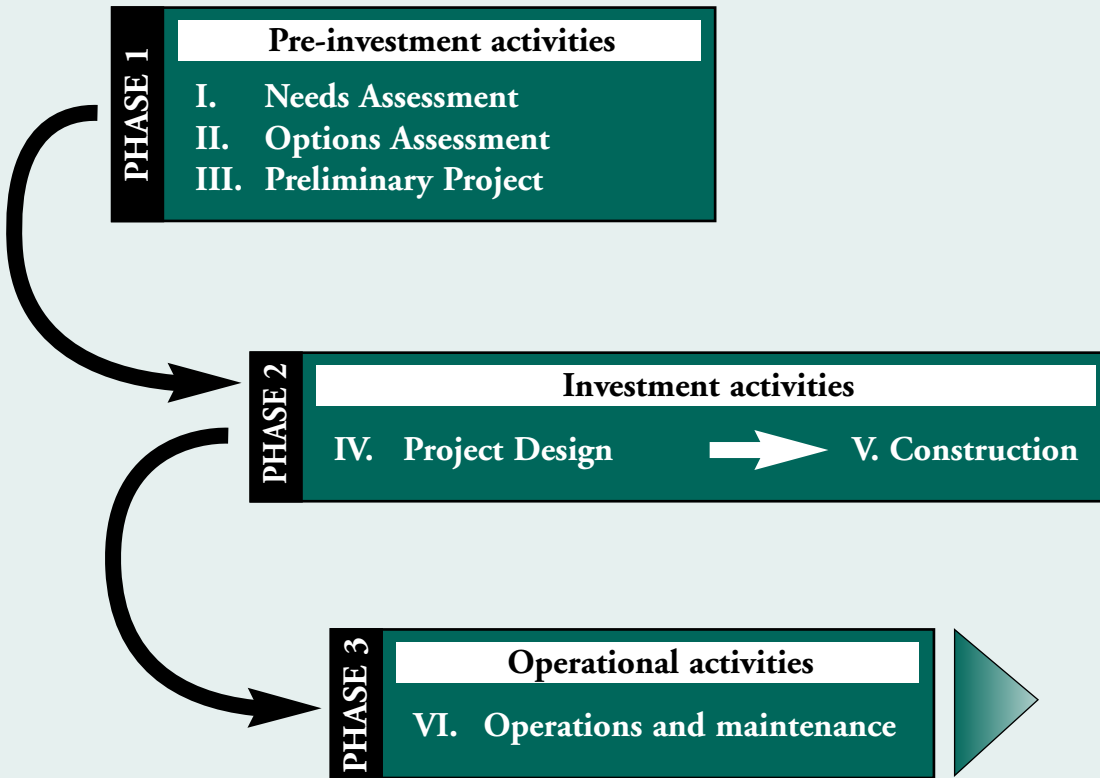 PHASE 1
Pre-investment activities
I. Needs Assessment
II. Options Assessment
III. Preliminary Project
PHASE 2
Investment activities
IV. Project Design
V. Construction
PHASE 3
Operational activities
VI. Operations and maintenance